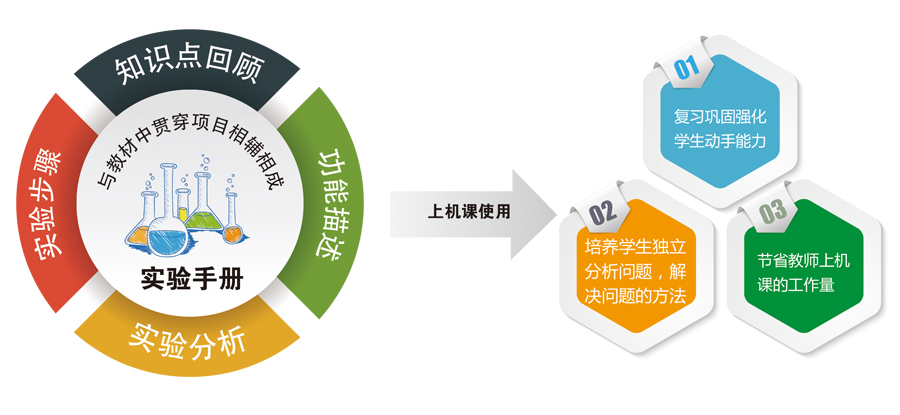 知识点回顾
与教材中贯穿项目相辅相成
实验步骤
功能描述
实验手册
实验分析
上机课使用
01
复习巩固强化
学生动手能力
02
培养学生独立
分析问题，解
决问题的方法
03
节省教师上机
课的工作量